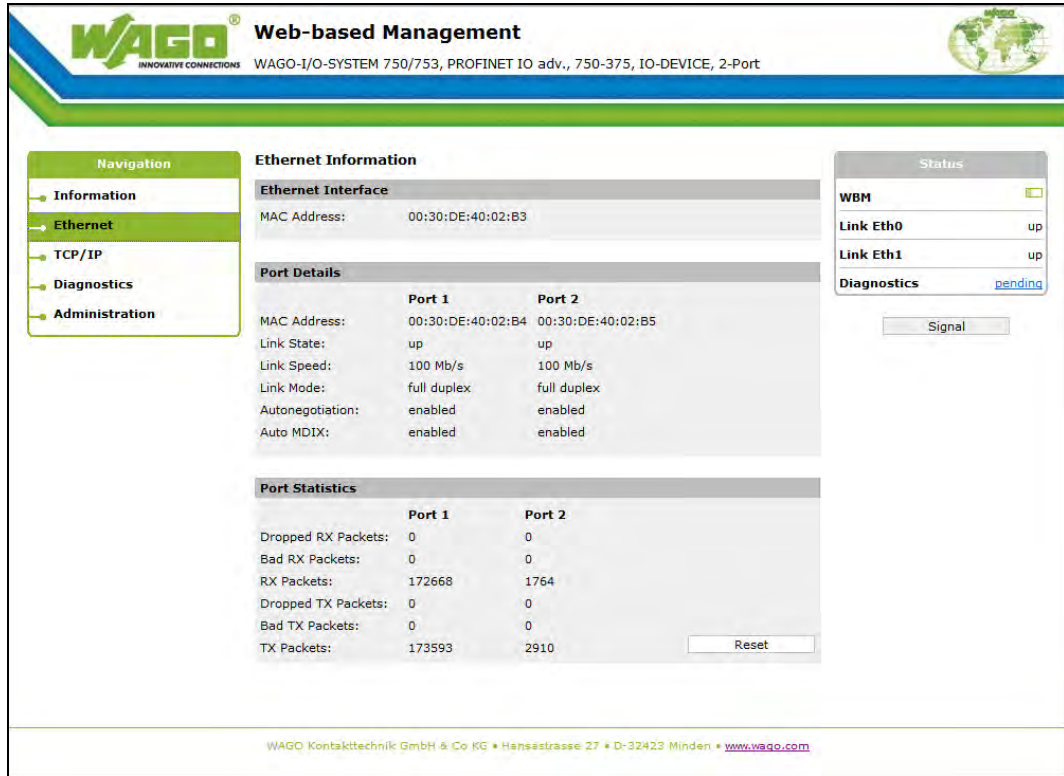 WAGO®
INNOVATIVE CONNECTIONS
Web-based Management
WAGO-I/O-SYSTEM 750/753, PROFINET IO adv., 750-375, IO-DEVICE, 2-Port
Navigation
Information
Ethernet
TCP/IP
Diagnostics
Administration
Ethernet Information
Ethernet Interface
MAC Address: 00:30:DE:40:02:B3
Port Details
Port 1 Port 2
MAC Address: 00:30:DE:40:02:B4 00:30:DE:40:02:B5
Link State: up up
Link Speed: 100 Mb/s 100 Mb/s
Link Mode: full duplex full duplex
Autonegotiation: enabled enabled
Auto MDIX: enabled enabled
Port Statistics
Port 1 Port 2
Dropped RX Packets: 0 0
Bad RX Packets: 0 0
RX Packets: 172668 1764
Dropped TX Packets: 0 0
Bad TX Packets: 0 0
TX Packets: 173593 2910
Reset
Status
WBM
Link Eth0 up
Link Eth1 up
Diagnostics pending
Signal
WAGO Kontakttechnik GmbH & Co KG • Hansastrasse 27 • D-32423 Minden • www.wago.com